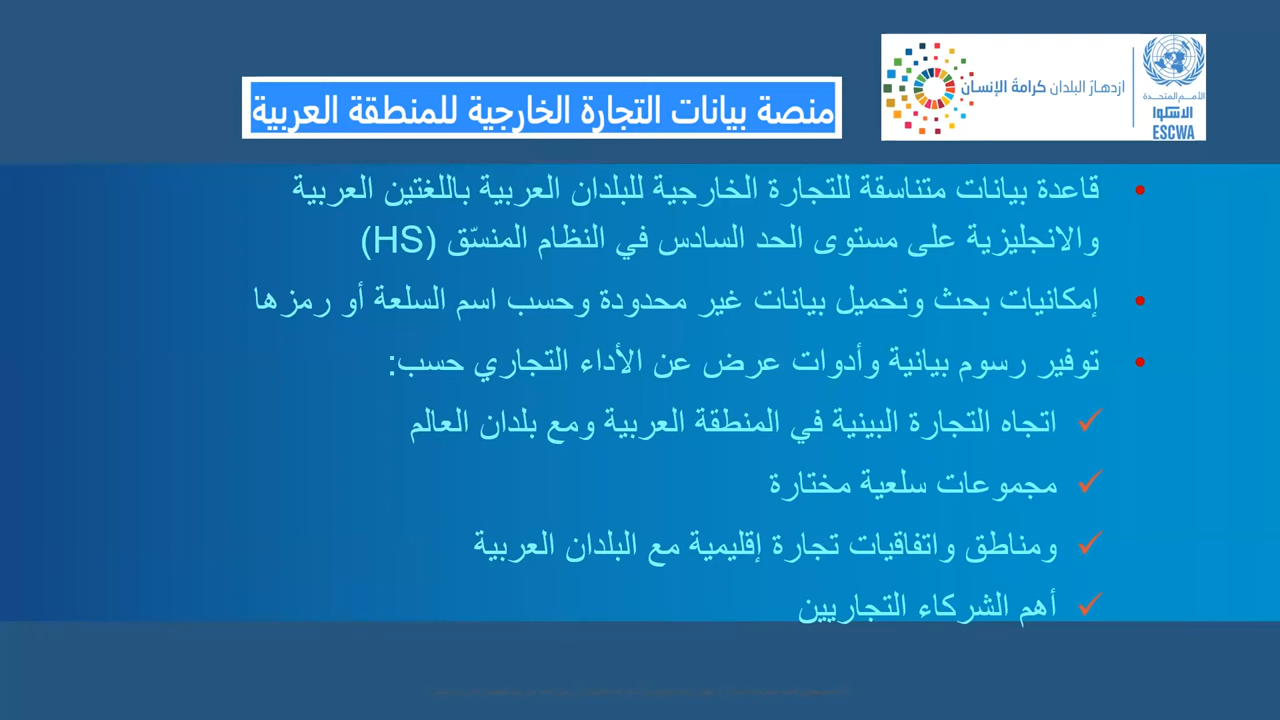 منصة بيانات التجارة الخارجية للمنطقة العربية
ازدهارُ البلدان كرامةُ الإنسان
الأمم المتحدة
الاسكوا
ESCWA
• قاعدة بيانات متناسقة للتجارة الخارجية للبلدان العربية باللغتين العربية
والانجليزية على مستوى الحد السادس في النظام المنسّق (HS)
• إمكانيات بحث وتحميل بيانات غير محدودة وحسب اسم السلعة أو رمزها
• توفير رسوم بيانية وأدوات عرض عن الأداء التجاري حسب:
✓ اتجاه التجارة البينية في المنطقة العربية ومع بلدان العالم
✓ مجموعات سلعية مختارة
✓ ومناطق واتفاقيات تجارة إقليمية مع البلدان العربية
✓ أهم الشركاء التجاريين